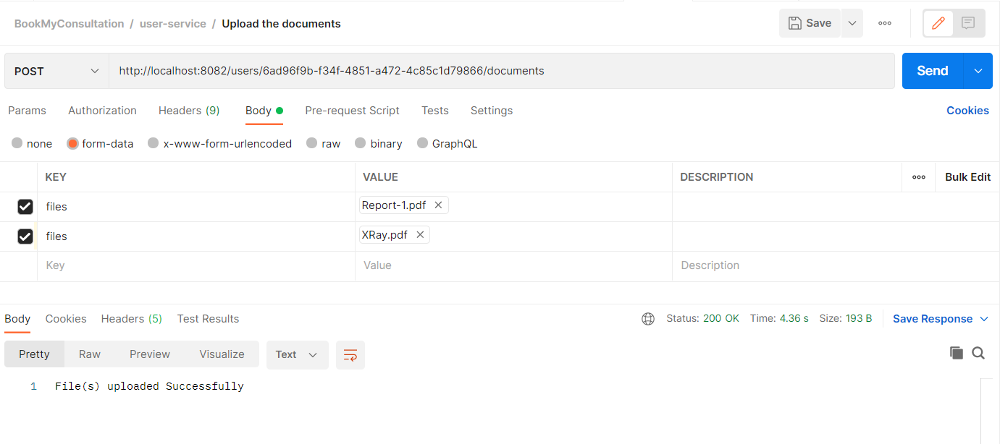 BookMyConsultation / user-service / Upload the documents Save
POST http://localhost:8082/users/6ad96f9b-f34f-4851-a472-4c85c1d79866/documents Send
Params Authorization Headers (9) Body Pre-request Script Tests Settings Cookies
none form-data x-www-form-urlencoded raw binary GraphQL
KEY VALUE DESCRIPTION Bulk Edit
files Report-1.pdf
files XRay.pdf
Key Value Description
Body Cookies Headers (5) Test Results Status: 200 OK Time: 4.36 s Size: 193 B Save Response
Pretty Raw Preview Visualize Text
1 File(s) uploaded Successfully